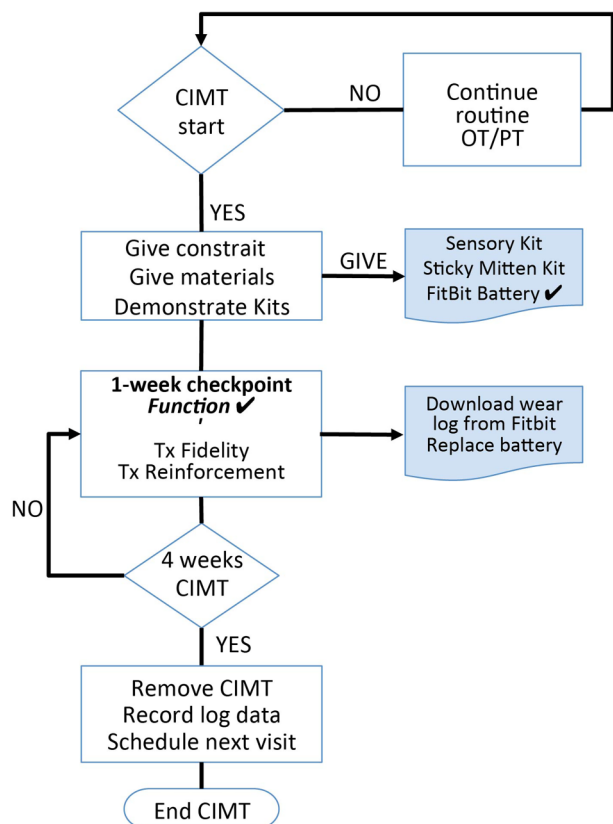 CIMT
start
NO
Continue
routine
OT/PT
YES
Give constrait
Give materials
Demonstrate Kits
GIVE
Sensory Kit
Sticky Mitten Kit
FitBit Battery ✔
1-week checkpoint
Function ✔
'
Tx Fidelity
Tx Reinforcement
Download wear
log from Fitbit
Replace battery
NO
4 weeks
CIMT
YES
Remove CIMT
Record log data
Schedule next visit
End CIMT